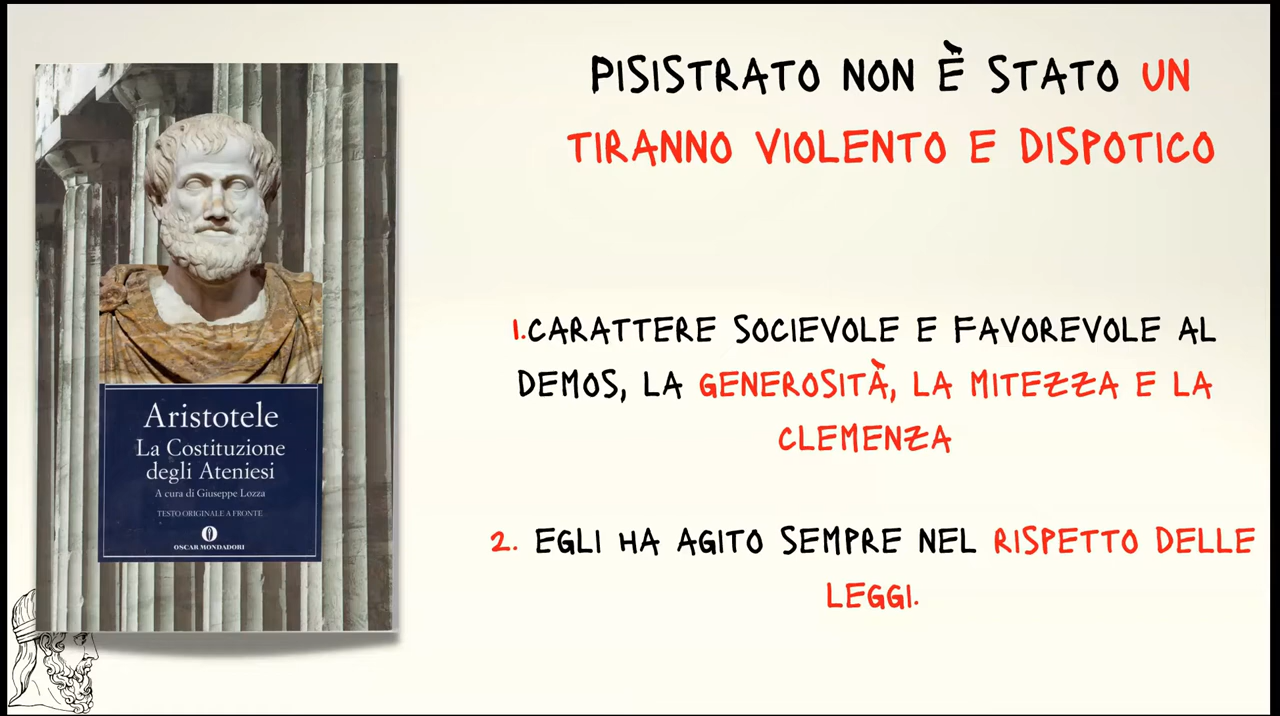 PISISTRATO NON È STATO UN
TIRANNO VIOLENTO E DISPOTICO
1.CARATTERE SOCIEVOLE E FAVOREVOLE AL
DEMOS, LA GENEROSITÀ, LA MITEZZA E LA
CLEMENZA
2. EGLI HA AGITO SEMPRE NEL RISPETTO DELLE
LEGGI.
Aristotele
La Costituzione
degli Ateniesi
A cura di Giuseppe Lozza
TESTO ORIGINALE A FRONTE
OSCAR MONDADORI